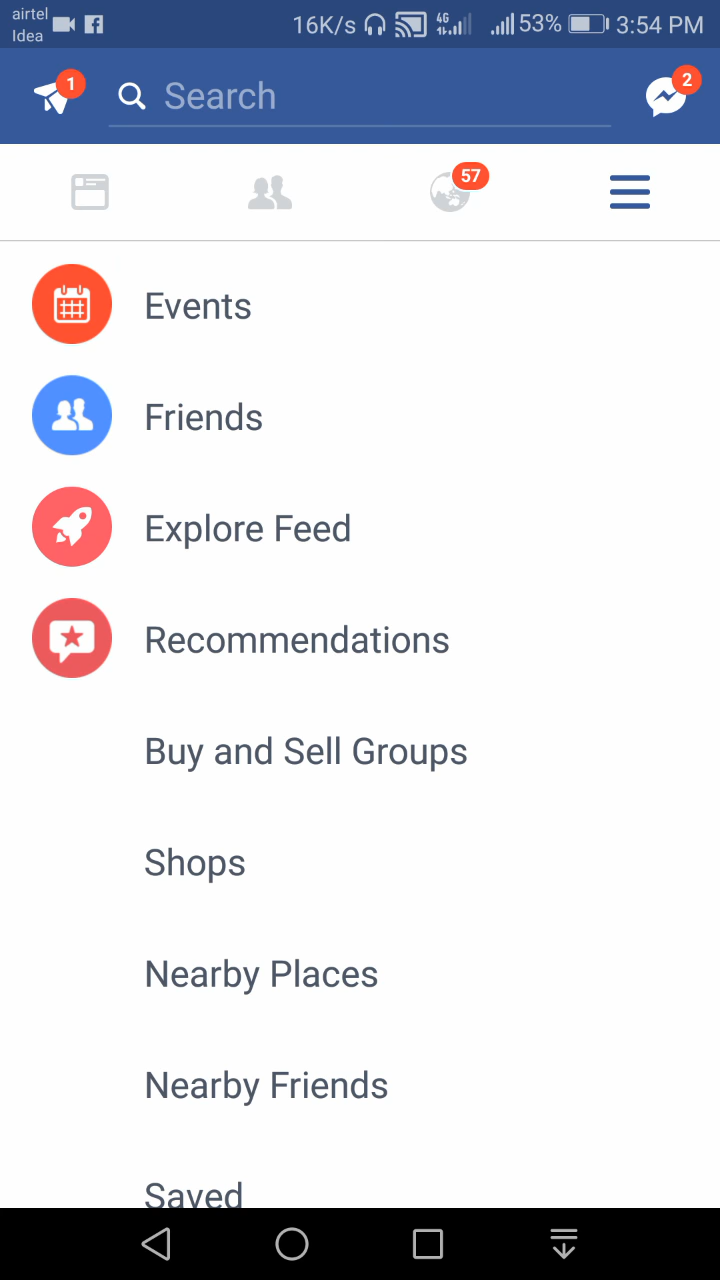 airtel
Idea
16K/s 4G 53% 3:54 PM
1
Search
2
57
Events
Friends
Explore Feed
Recommendations
Buy and Sell Groups
Shops
Nearby Places
Nearby Friends
Saved